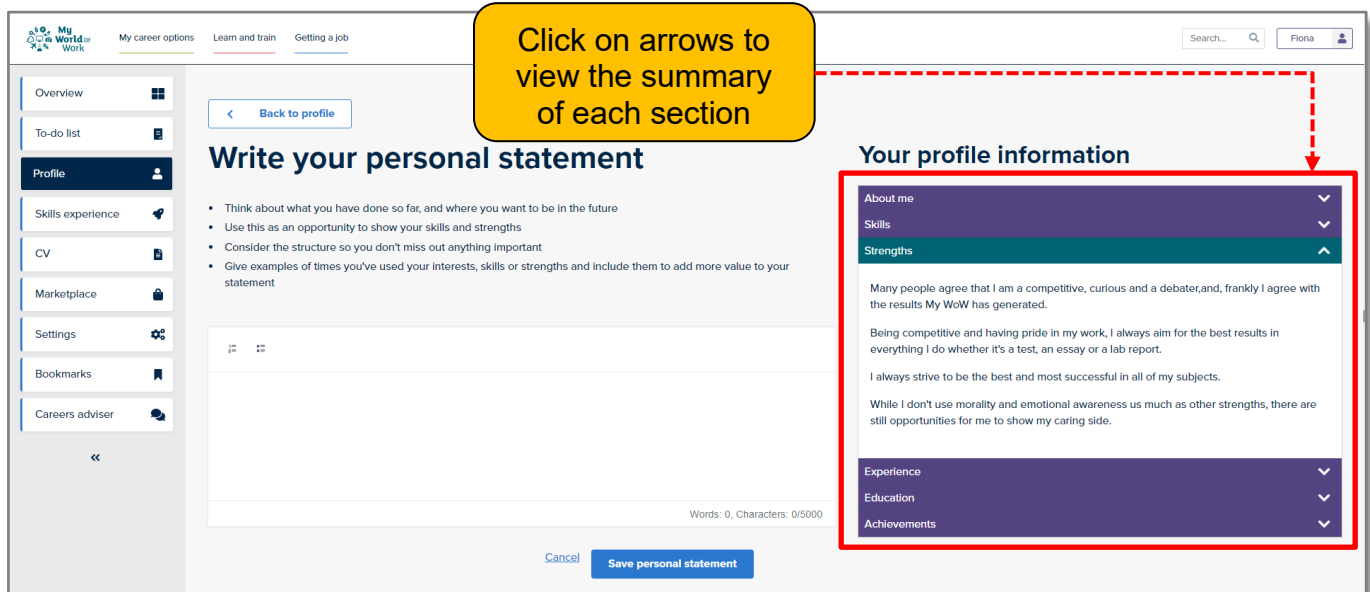 My
World of
Work
My career options
Learn and train
Getting a job
Search...
Fiona
Click on arrows to
view the summary
of each section
Overview
To-do list
Profile
Skills experience
CV
Marketplace
Settings
Bookmarks
Careers adviser
Back to profile
Write your personal statement
• Think about what you have done so far, and where you want to be in the future
• Use this as an opportunity to show your skills and strengths
• Consider the structure so you don't miss out anything important
• Give examples of times you've used your interests, skills or strengths and include them to add more value to your
statement
Words: 0, Characters: 0/5000
Cancel
Save personal statement
Your profile information
About me
Skills
Strengths
Many people agree that I am a competitive, curious and a debater,and, frankly I agree with
the results My WoW has generated.
Being competitive and having pride in my work, I always aim for the best results in
everything I do whether it's a test, an essay or a lab report.
I always strive to be the best and most successful in all of my subjects.
While I don't use morality and emotional awareness us much as other strengths, there are
still opportunities for me to show my caring side.
Experience
Education
Achievements